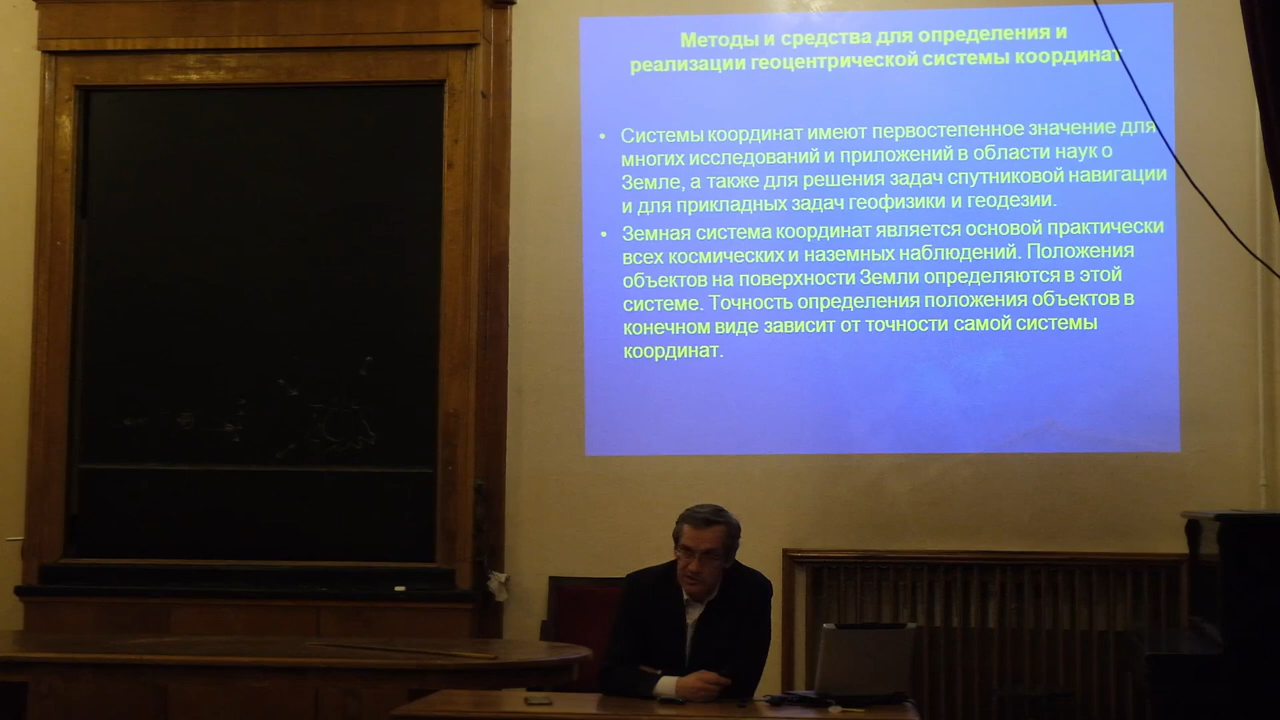 Методы и средства для определения и
реализации геоцентрической системы координат
• Системы координат имеют первостепенное значение для
многих исследований и приложений в области наук о
Земле, а также для решения задач спутниковой навигации
и для прикладных задач геофизики и геодезии.
• Земная система координат является основой практически
всех космических и наземных наблюдений. Положения
объектов на поверхности Земли определяются в этой
системе. Точность определения положения объектов в
конечном виде зависит от точности самой системы
координат.